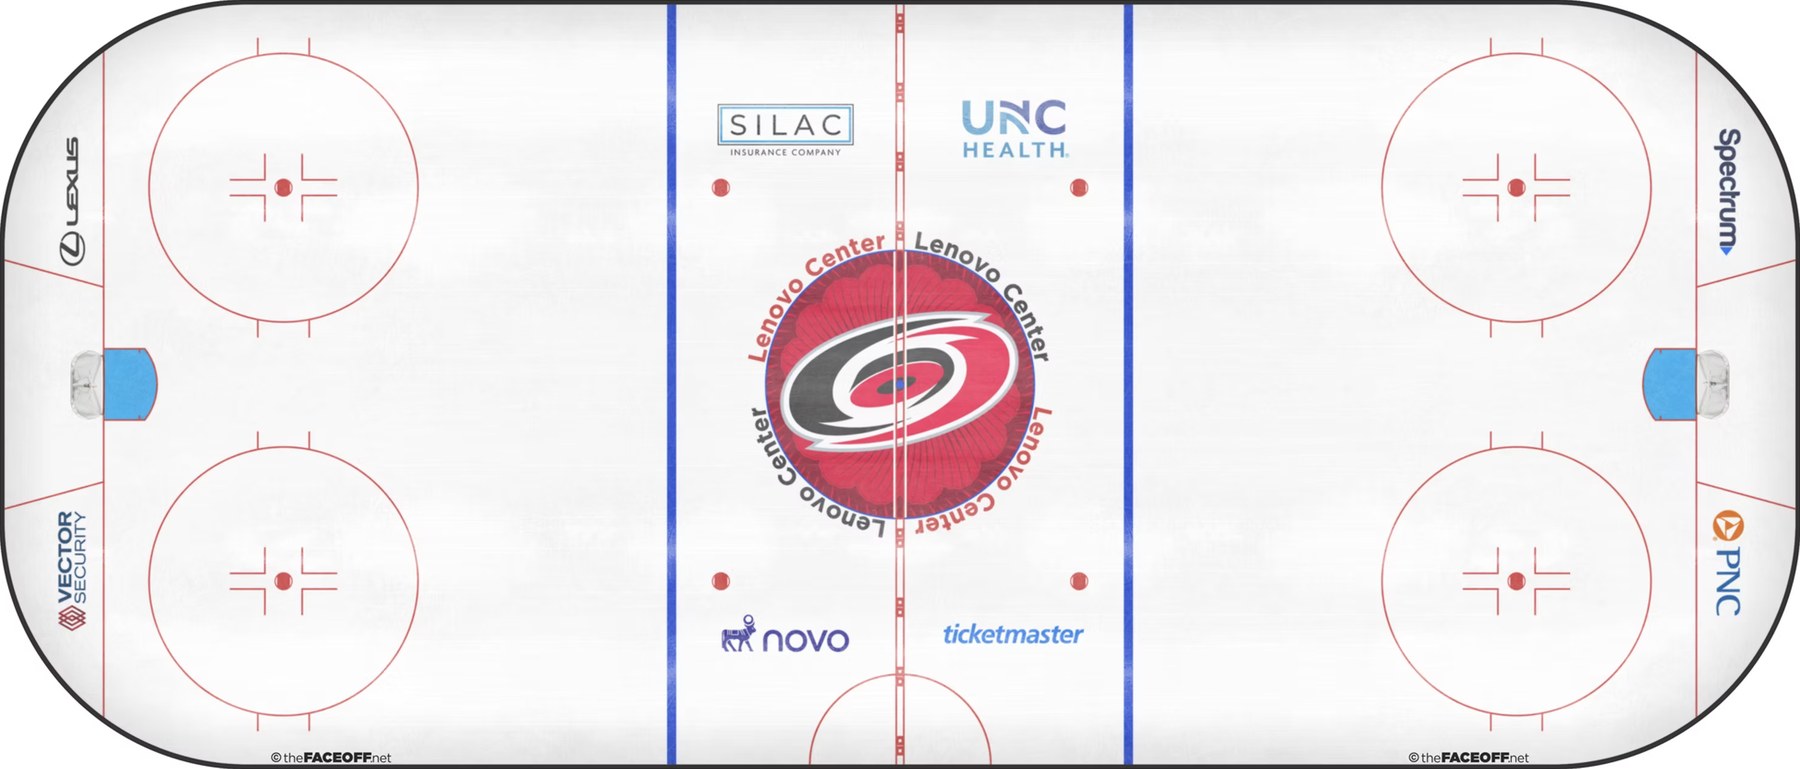 SILAC
INSURANCE COMPANY
UNC
HEALTH®
LEXUS
Spectrum
Lenovo Center
Lenovo Center
Lenovo Center
Lenovo Center
VECTOR
SECURITY
PNC
novo
ticketmaster
©theFACEOFF.net
©theFACEOFF.net